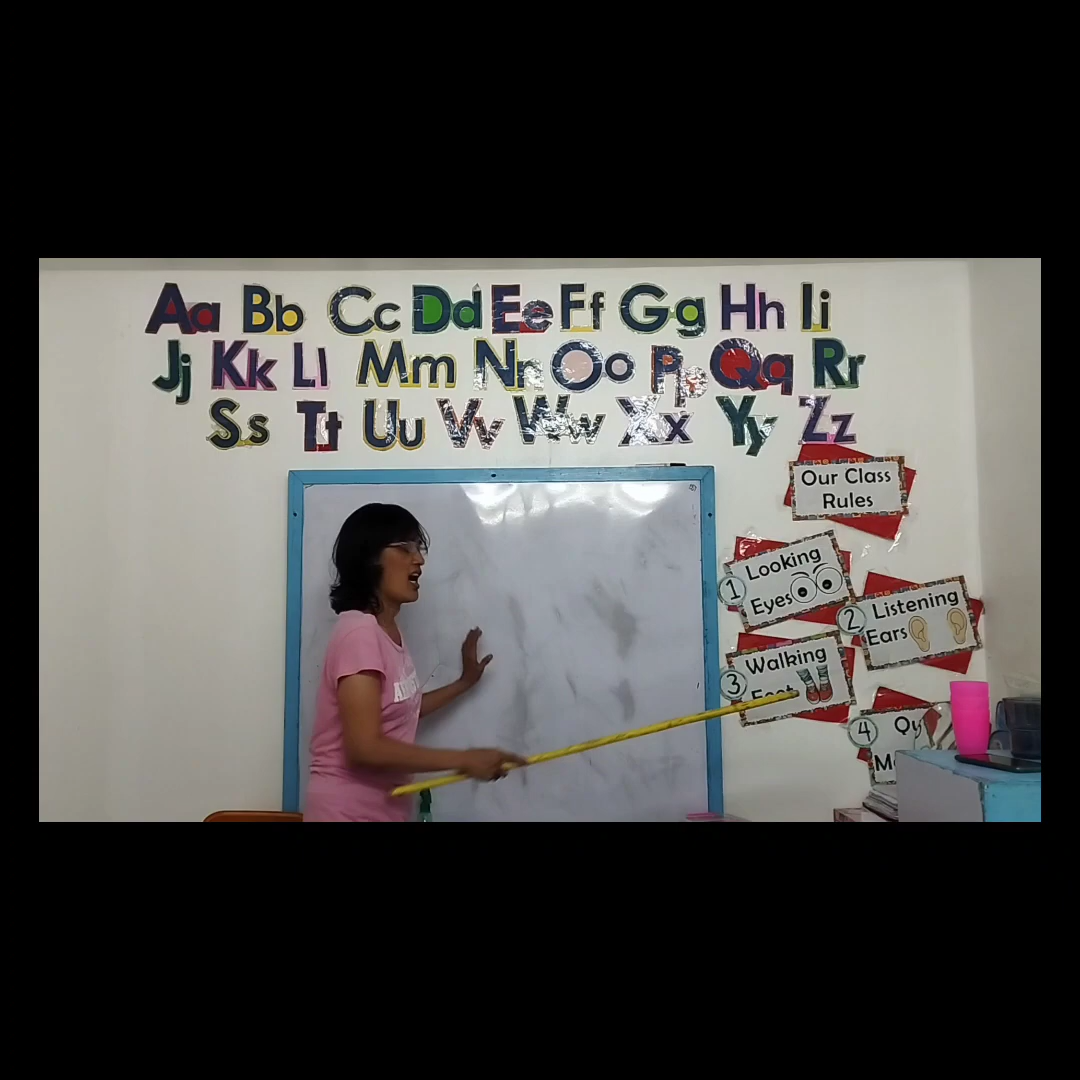 Aa Bb Cc Dd Ee Ff Gg Hh Ii
Jj Kk Ll Mm Nn Oo Pp Qq Rr
Ss Tt Uu Vv Ww Xx Yy Zz
Our Class
Rules
1
Looking
Eyes
2
Listening
Ears
3
Walking
Feet
4